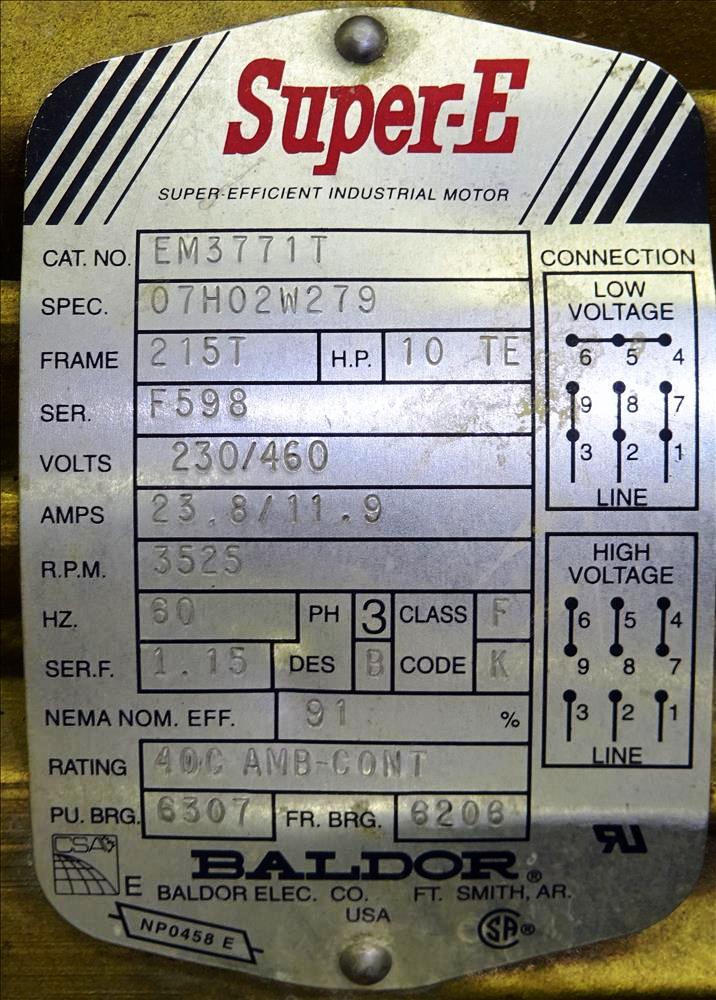 Super-E
SUPER-EFFICIENT INDUSTRIAL MOTOR
CAT. NO. EM3771T
SPEC. 07H02W279
FRAME 215T H.P. 10 TE
SER. F598
VOLTS 230/460
AMPS 23.8/11.9
R.P.M. 3525
HZ. 60 PH 3 CLASS F
SER.F. 1.15 DES B CODE K
NEMA NOM. EFF. 91 %
RATING 40C AMB-CONT
PU. BRG. 6307 FR. BRG. 6206
CONNECTION
LOW
VOLTAGE
6 5 4
9 8 7
3 2 1
LINE
HIGH
VOLTAGE
6 5 4
9 8 7
3 2 1
LINE
CSA
E
BALDOR®
BALDOR ELEC. CO. FT. SMITH, AR.
USA
NP0458 E
SA®
RU